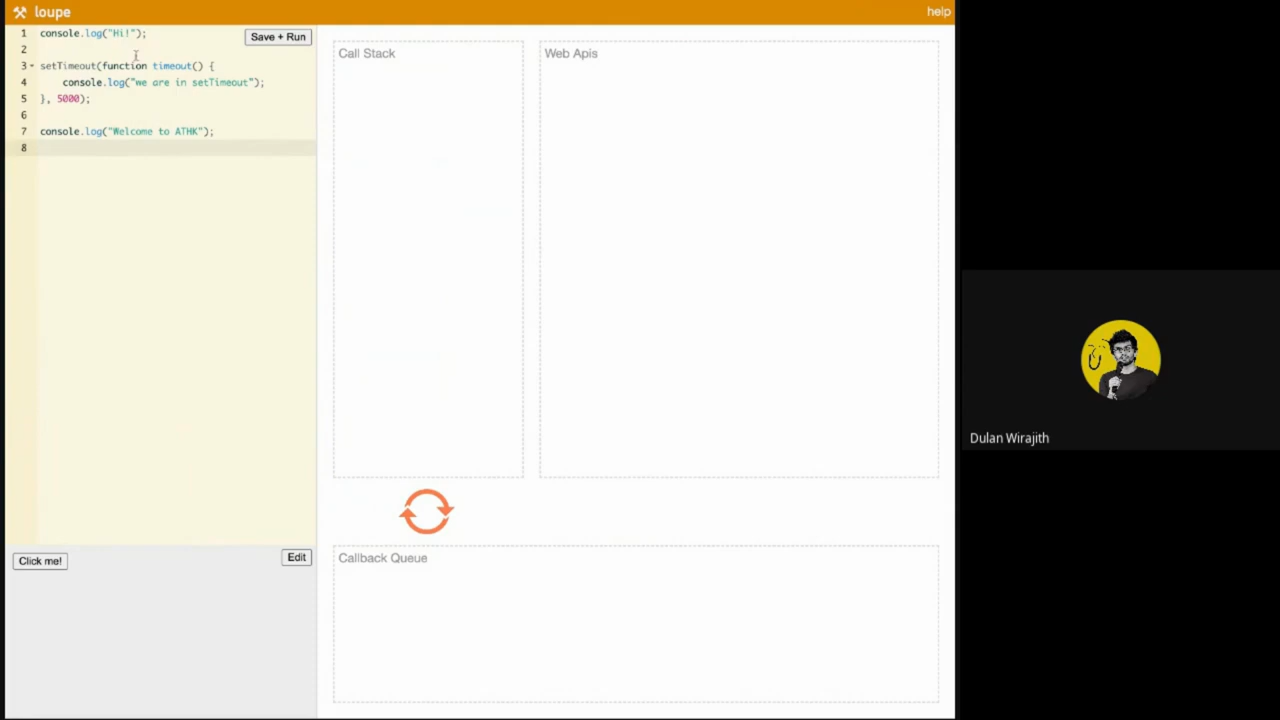 loupe
help
1 console.log("Hi!");
Save + Run
2
3 setTimeout(function timeout() {
4 console.log("we are in setTimeout");
5 }, 5000);
6
7 console.log("Welcome to ATHK");
8
Call Stack
Web Apis
Dulan Wirajith
Click me!
Edit
Callback Queue